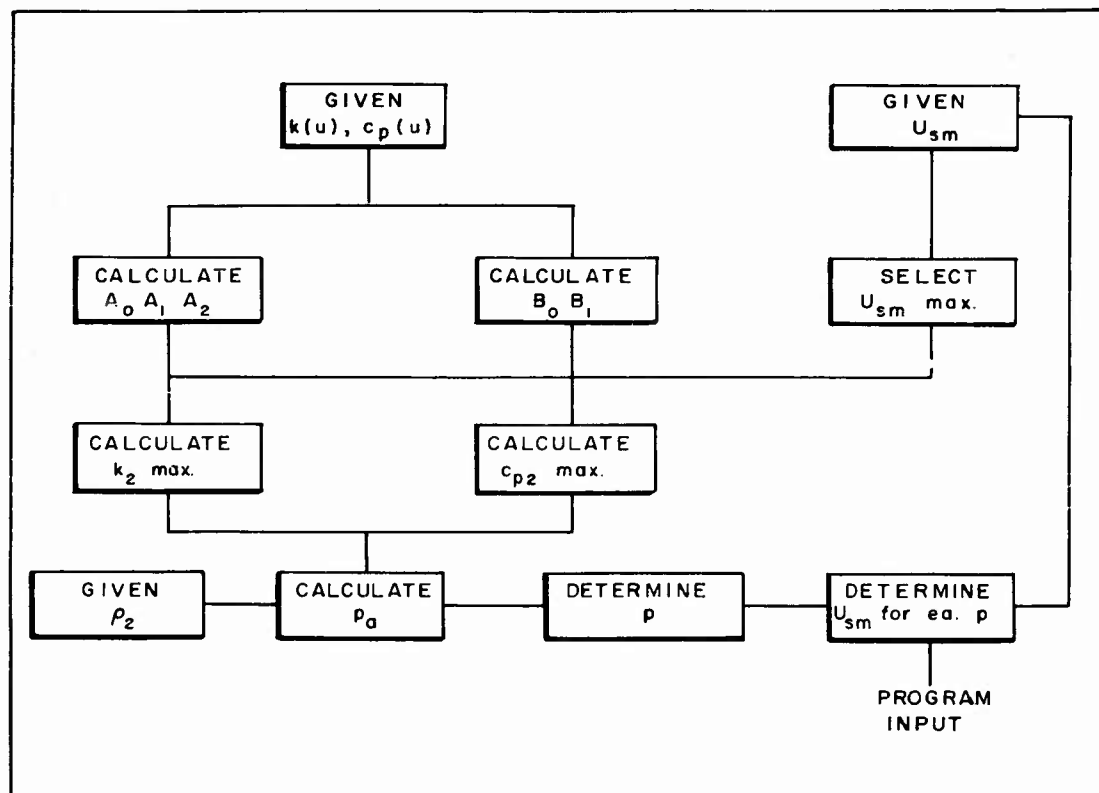 GIVEN
k(u), cₚ(u)
GIVEN
Uₛₘ
CALCULATE
A₀ A₁ A₂
CALCULATE
B₀ B₁
SELECT
Uₛₘ max.
CALCULATE
k₂ max.
CALCULATE
cₚ₂ max.
GIVEN
ρ₂
CALCULATE
pₐ
DETERMINE
p
DETERMINE
Uₛₘ for ea. p
PROGRAM
INPUT